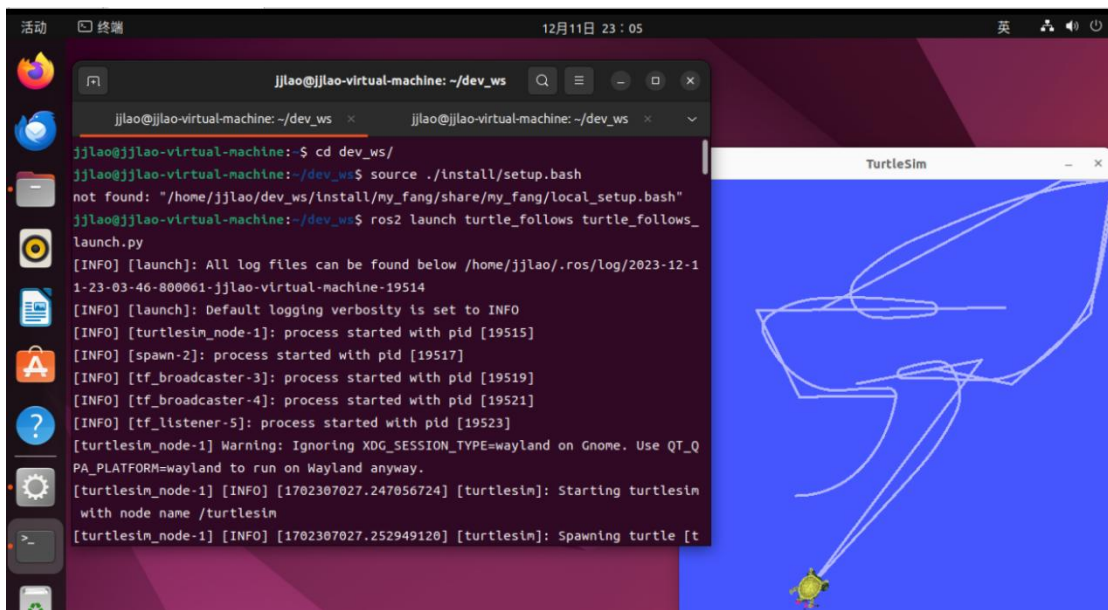 活动
终端
12月11日 23：05
英
jjlao@jjlao-virtual-machine: ~/dev_ws
jjlao@jjlao-virtual-machine: ~/dev_ws
jjlao@jjlao-virtual-machine: ~/dev_ws
jjlao@jjlao-virtual-machine:~$ cd dev_ws/
jjlao@jjlao-virtual-machine:~/dev_ws$ source ./install/setup.bash
not found: "/home/jjlao/dev_ws/install/my_fang/share/my_fang/local_setup.bash"
jjlao@jjlao-virtual-machine:~/dev_ws$ ros2 launch turtle_follows turtle_follows_
launch.py
[INFO] [launch]: All log files can be found below /home/jjlao/.ros/log/2023-12-1
1-23-03-46-800061-jjlao-virtual-machine-19514
[INFO] [launch]: Default logging verbosity is set to INFO
[INFO] [turtlesim_node-1]: process started with pid [19515]
[INFO] [spawn-2]: process started with pid [19517]
[INFO] [tf_broadcaster-3]: process started with pid [19519]
[INFO] [tf_broadcaster-4]: process started with pid [19521]
[INFO] [tf_listener-5]: process started with pid [19523]
[turtlesim_node-1] Warning: Ignoring XDG_SESSION_TYPE=wayland on Gnome. Use QT_Q
PA_PLATFORM=wayland to run on Wayland anyway.
[turtlesim_node-1] [INFO] [1702307027.247056724] [turtlesim]: Starting turtlesim
with node name /turtlesim
[turtlesim_node-1] [INFO] [1702307027.252949120] [turtlesim]: Spawning turtle [t
TurtleSim